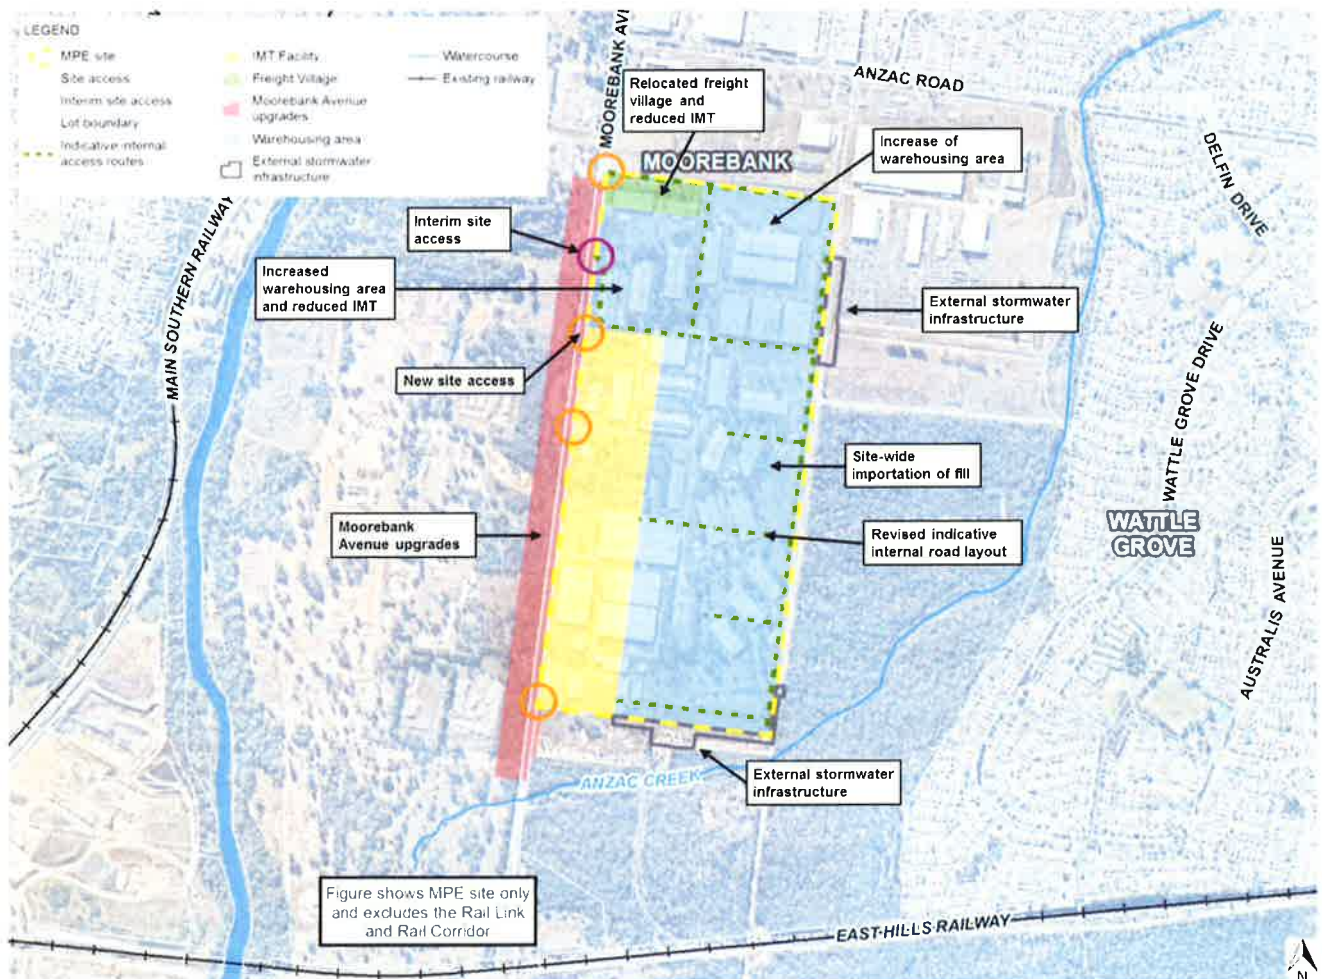 LEGEND
MPE site
Site access
Interim site access
Lot boundary
Indicative internal
access routes
IMT Facility
Freight Village
Moorebank Avenue
upgrades
Warehousing area
External stormwater
infrastructure
Watercourse
Existing railway
MOOREBANK AVE
ANZAC ROAD
Relocated freight
village and
reduced IMT
MOOREBANK
Increase of
warehousing area
DELFIN DRIVE
MAIN SOUTHERN RAILWAY
Interim site
access
Increased
warehousing area
and reduced IMT
External stormwater
infrastructure
New site access
WATTLE GROVE DRIVE
Site-wide
importation of fill
Moorebank
Avenue upgrades
Revised indicative
internal road layout
WATTLE
GROVE
AUSTRALIS AVENUE
ANZAC CREEK
External stormwater
infrastructure
Figure shows MPE site only
and excludes the Rail Link
and Rail Corridor
EAST HILLS RAILWAY
N